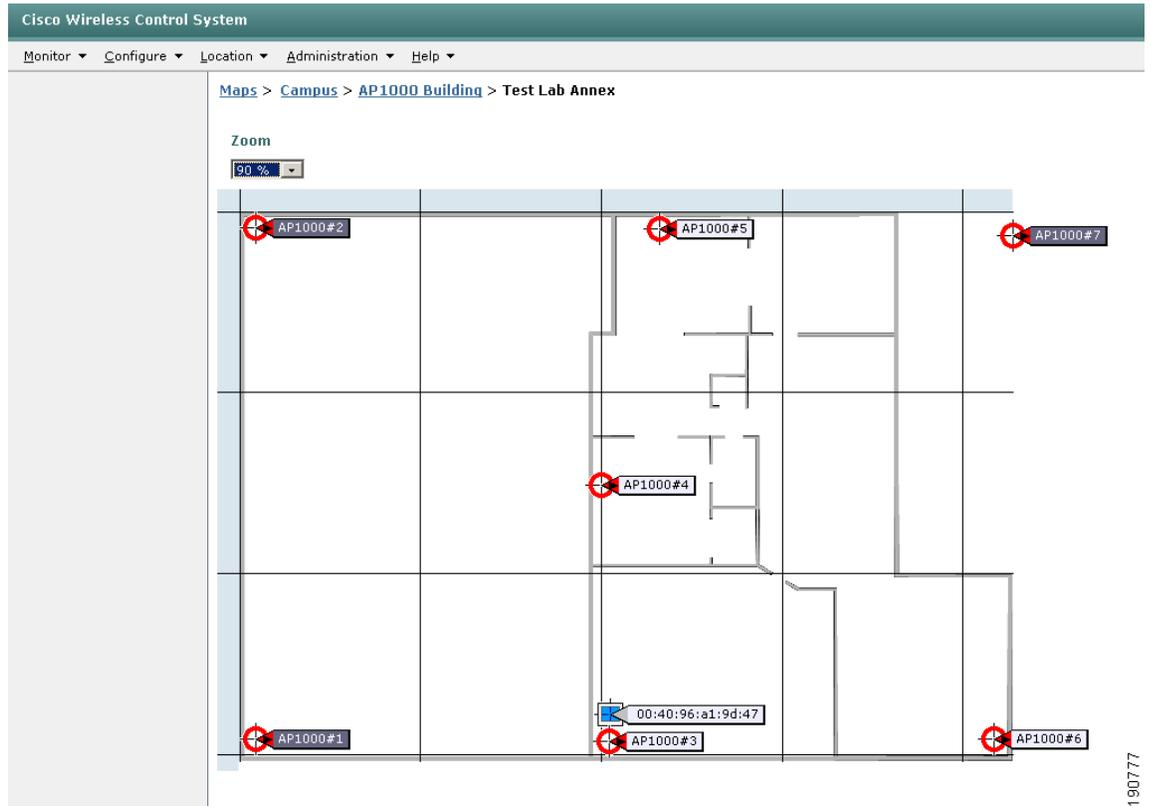 Cisco Wireless Control System
Monitor Configure Location Administration Help
Maps > Campus > AP1000 Building > Test Lab Annex
Zoom
90 %
AP1000#2
AP1000#5
AP1000#7
AP1000#4
00:40:96:a1:9d:47
AP1000#1
AP1000#3
AP1000#6
190777